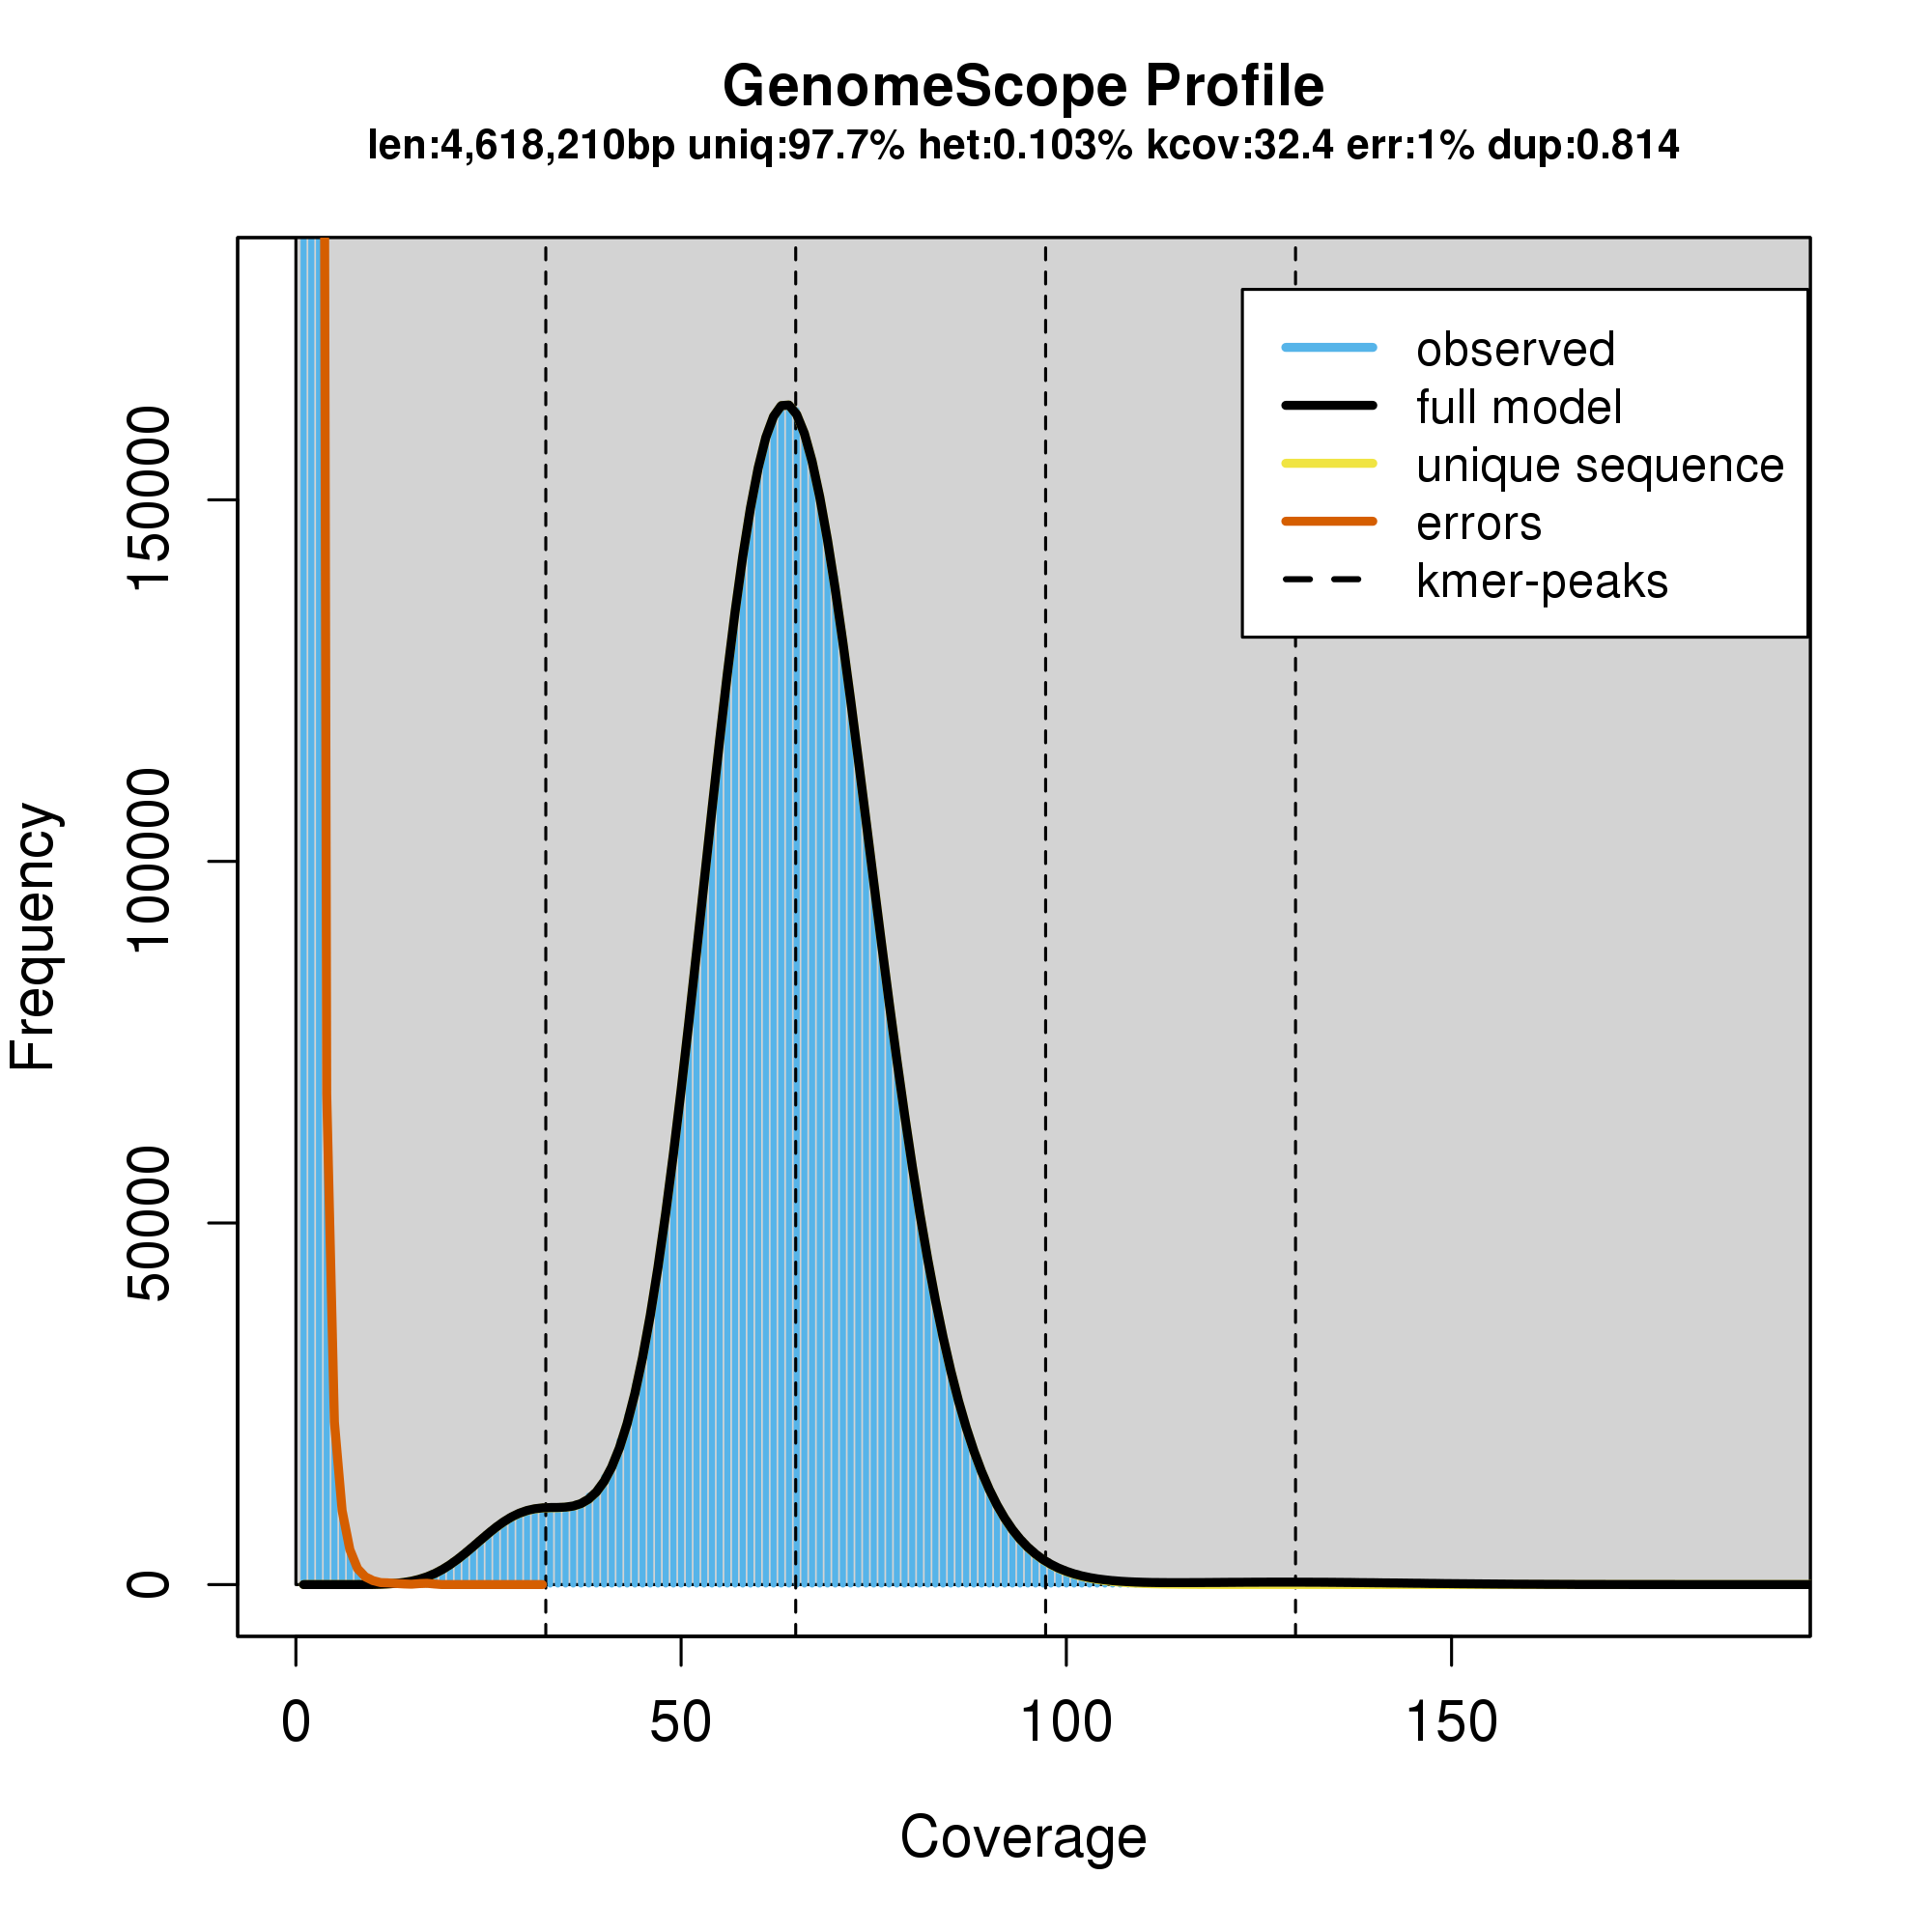 GenomeScope Profile
len:4,618,210bp uniq:97.7% het:0.103% kcov:32.4 err:1% dup:0.814
observed
full model
unique sequence
errors
kmer-peaks
Frequency
150000
100000
50000
0
0 50 100 150
Coverage